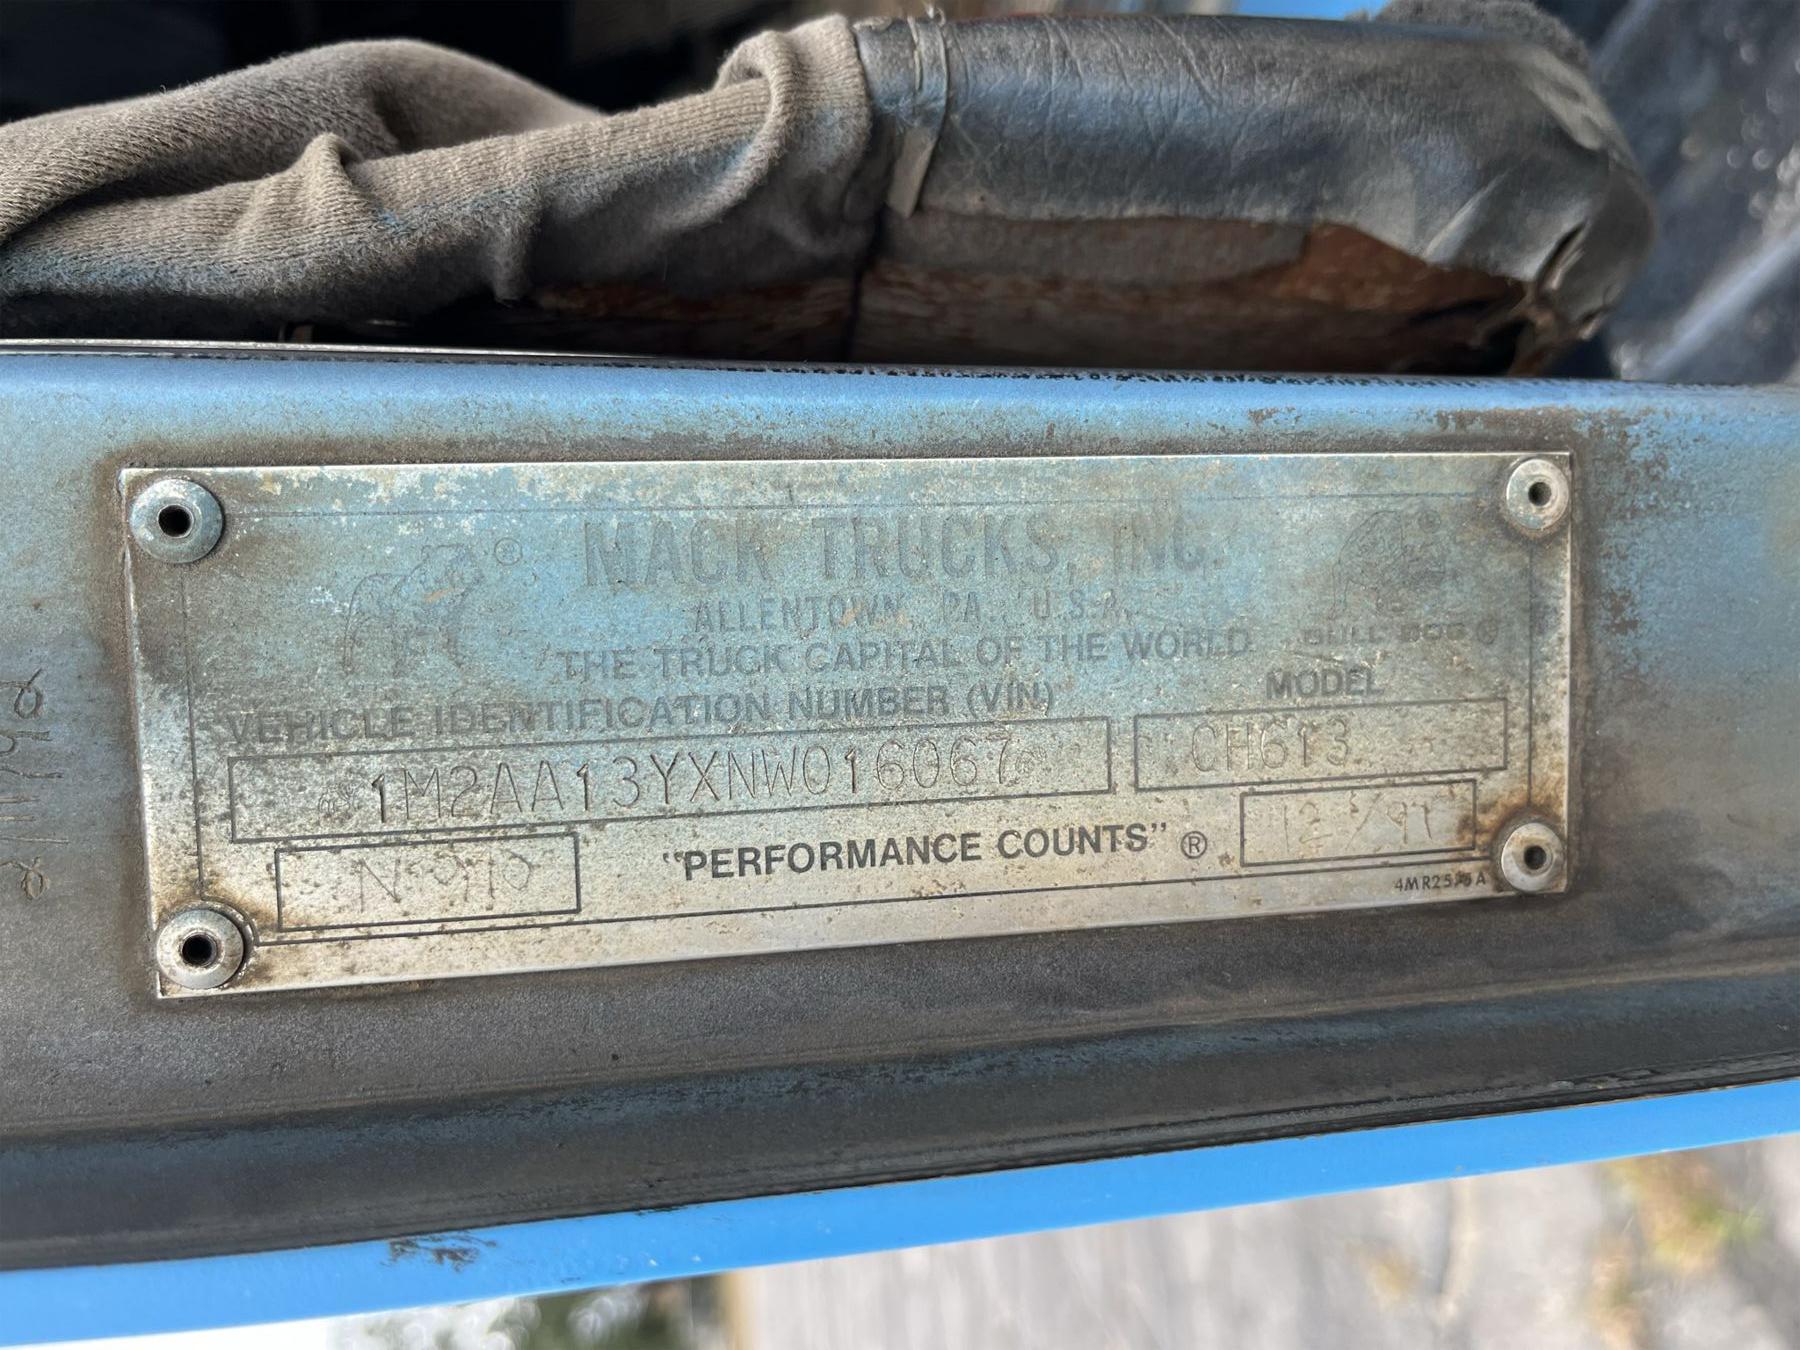 ®
MACK TRUCKS, INC.
ALLENTOWN, PA., U.S.A.
THE TRUCK CAPITAL OF THE WORLD
BULL DOG ®
VEHICLE IDENTIFICATION NUMBER (VIN)
MODEL
1M2AA13YXNW016067
CH613
"PERFORMANCE COUNTS" ®